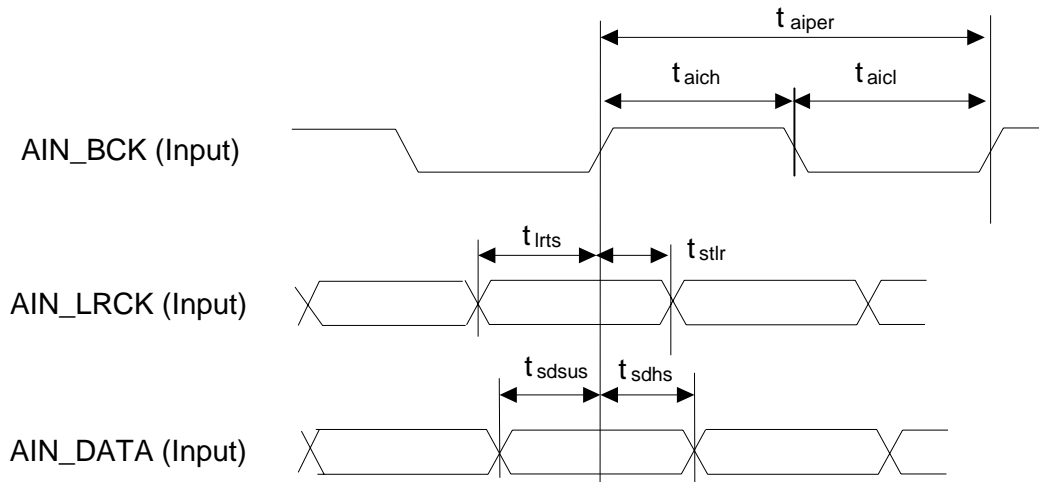 t aiper
t aich
t aicl
AIN_BCK (Input)
t lrts
t stlr
AIN_LRCK (Input)
t sdsus
t sdhs
AIN_DATA (Input)